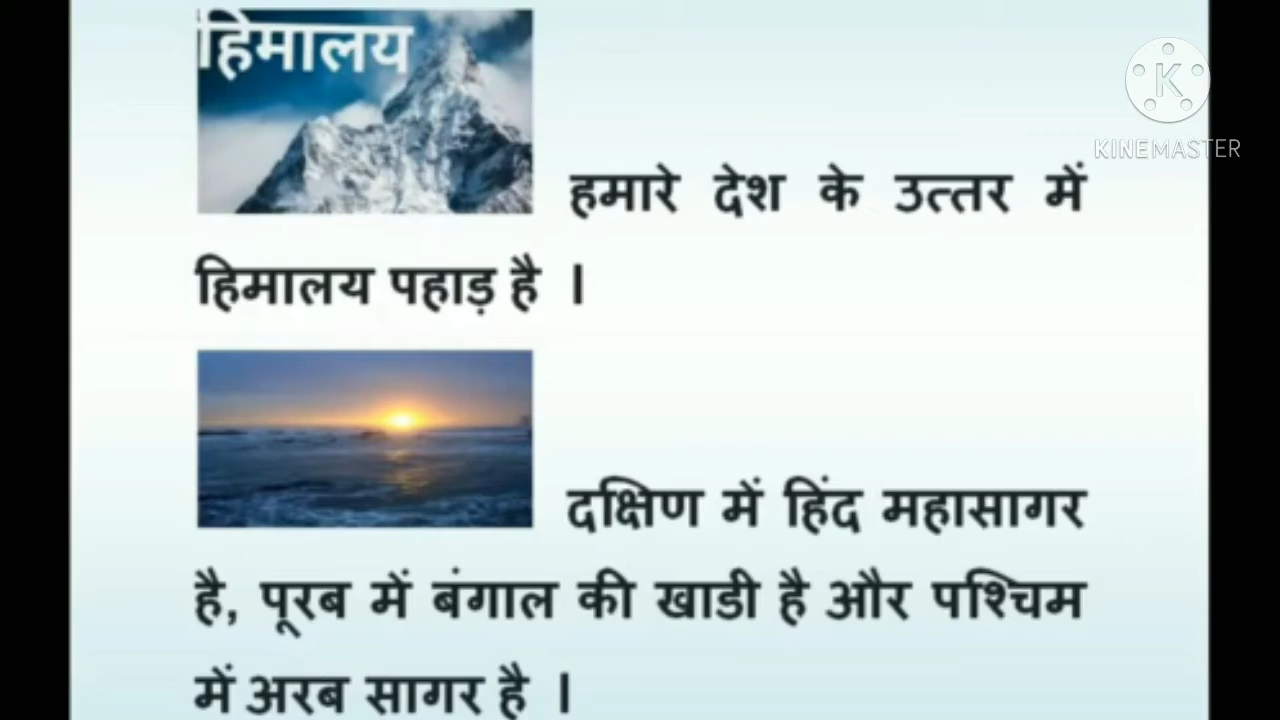 हिमालय
K
KINEMASTER
हमारे देश के उत्तर में
हिमालय पहाड़ है ।
दक्षिण में हिंद महासागर
है, पूरब में बंगाल की खाडी है और पश्चिम
में अरब सागर है ।